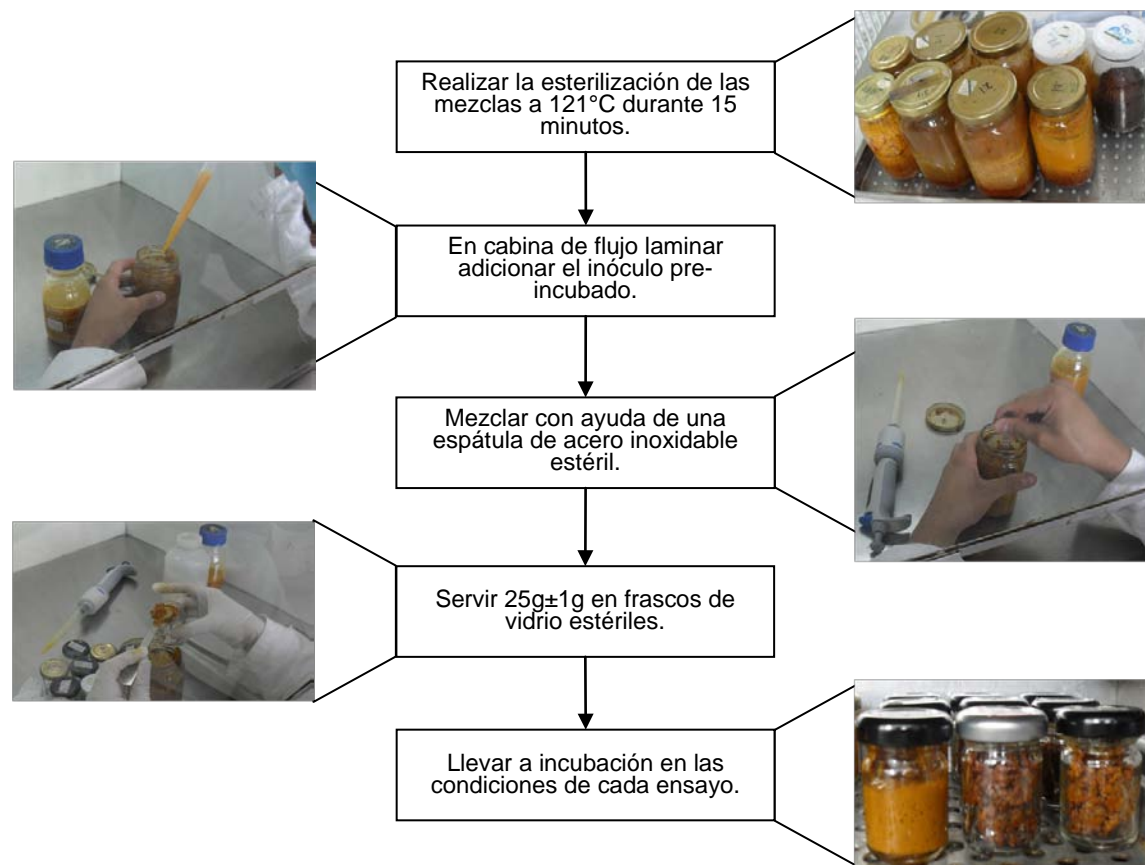 Realizar la esterilización de las
mezclas a 121°C durante 15
minutos.
En cabina de flujo laminar
adicionar el inóculo pre-
incubado.
Mezclar con ayuda de una
espátula de acero inoxidable
estéril.
Servir 25g±1g en frascos de
vidrio estériles.
Llevar a incubación en las
condiciones de cada ensayo.